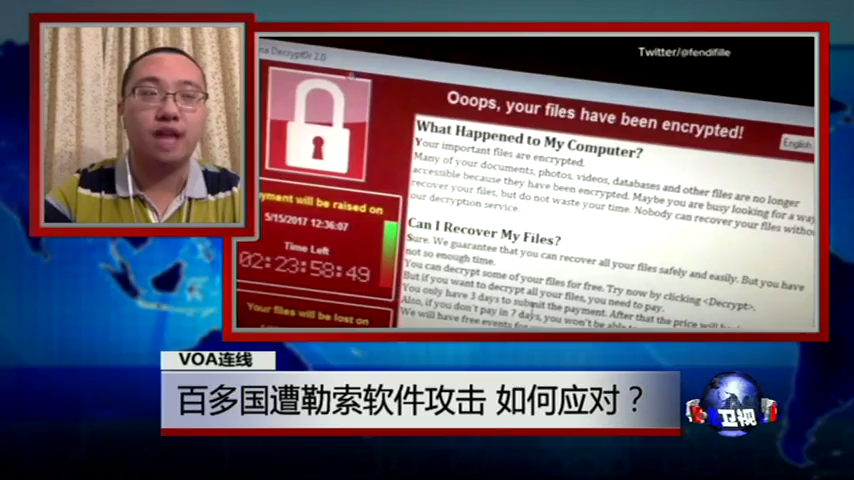 Twitter/@fendifille
na Decrypt0r 2.0
Ooops, your files have been encrypted!
English
What Happened to My Computer?
Your important files are encrypted.
Many of your documents, photos, videos, databases and other files are no longer
accessible because they have been encrypted. Maybe you are busy looking for a way
recover your files, but do not waste your time. Nobody can recover your files withou
our decryption service.
Can I Recover My Files?
Sure. We guarantee that you can recover all your files safely and easily. But you have
not so enough time.
You can decrypt some of your files for free. Try now by clicking <Decrypt>.
But if you want to decrypt all your files, you need to pay.
You only have 3 days to submit the payment. After that the price will be
Also, if you don't pay in 7 days, you won't be able
We will have free events for
ayment will be raised on
5/15/2017 12:36:07
Time Left
02:23:58:49
Your files will be lost on
VOA连线
百多国遭勒索软件攻击 如何应对？
卫视